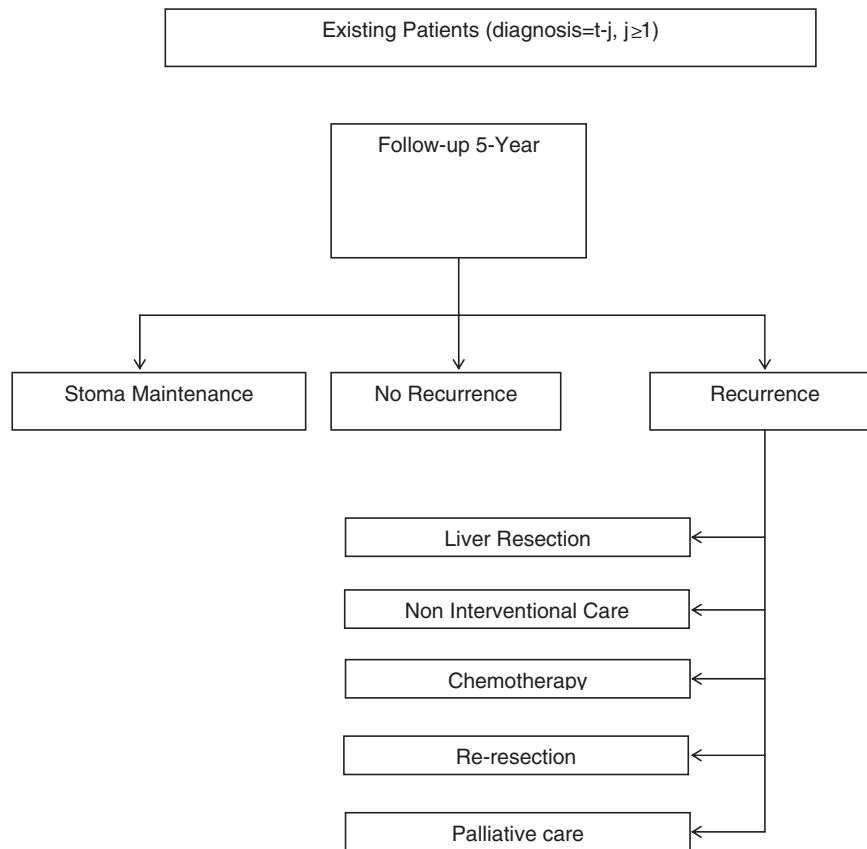 Existing Patients (diagnosis=t-j, j≥1)
Follow-up 5-Year
Stoma Maintenance
No Recurrence
Recurrence
Liver Resection
Non Interventional Care
Chemotherapy
Re-resection
Palliative care